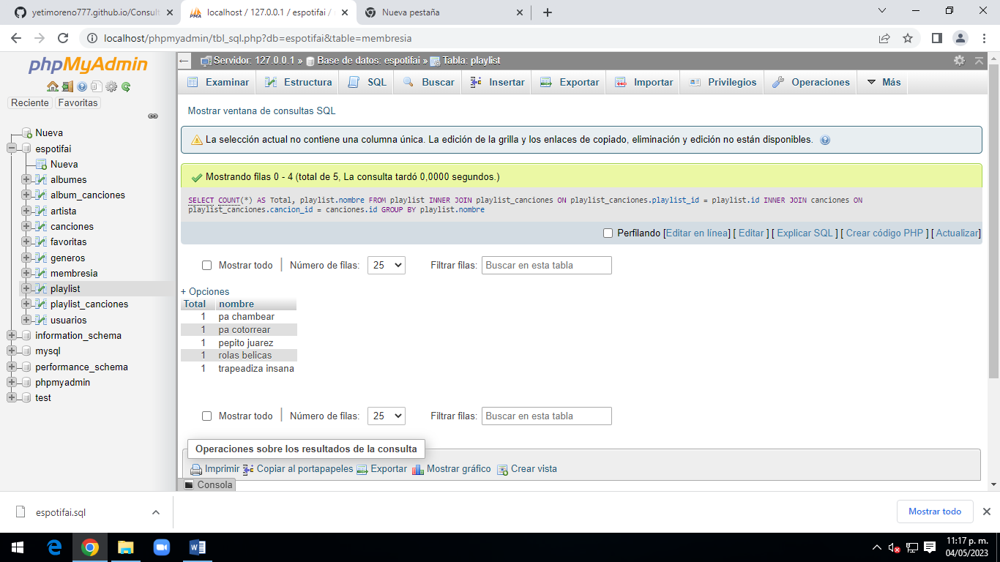 yetimoreno777.github.io/Consult
localhost / 127.0.0.1 / espotifai /
Nueva pestaña
localhost/phpmyadmin/tbl_sql.php?db=espotifai&table=membresia
phpMyAdmin
Reciente Favoritas
Nueva
espotifai
Nueva
albumes
album_canciones
artista
canciones
favoritas
generos
membresia
playlist
playlist_canciones
usuarios
information_schema
mysql
performance_schema
phpmyadmin
test
Servidor: 127.0.0.1 » Base de datos: espotifai » Tabla: playlist
Examinar Estructura SQL Buscar Insertar Exportar Importar Privilegios Operaciones Más
Mostrar ventana de consultas SQL
La selección actual no contiene una columna única. La edición de la grilla y los enlaces de copiado, eliminación y edición no están disponibles.
Mostrando filas 0 - 4 (total de 5, La consulta tardó 0,0000 segundos.)
SELECT COUNT(*) AS Total, playlist.nombre FROM playlist INNER JOIN playlist_canciones ON playlist_canciones.playlist_id = playlist.id INNER JOIN canciones ON
playlist_canciones.cancion_id = canciones.id GROUP BY playlist.nombre
Perfilando [Editar en línea] [ Editar ] [ Explicar SQL ] [ Crear código PHP ] [ Actualizar]
Mostrar todo | Número de filas: 25 Filtrar filas: Buscar en esta tabla
+ Opciones
Total nombre
1 pa chambear
1 pa cotorrear
1 pepito juarez
1 rolas belicas
1 trapeadiza insana
Mostrar todo | Número de filas: 25 Filtrar filas: Buscar en esta tabla
Operaciones sobre los resultados de la consulta
Imprimir Copiar al portapapeles Exportar Mostrar gráfico Crear vista
Consola
espotifai.sql
Mostrar todo
11:17 p. m.
04/05/2023